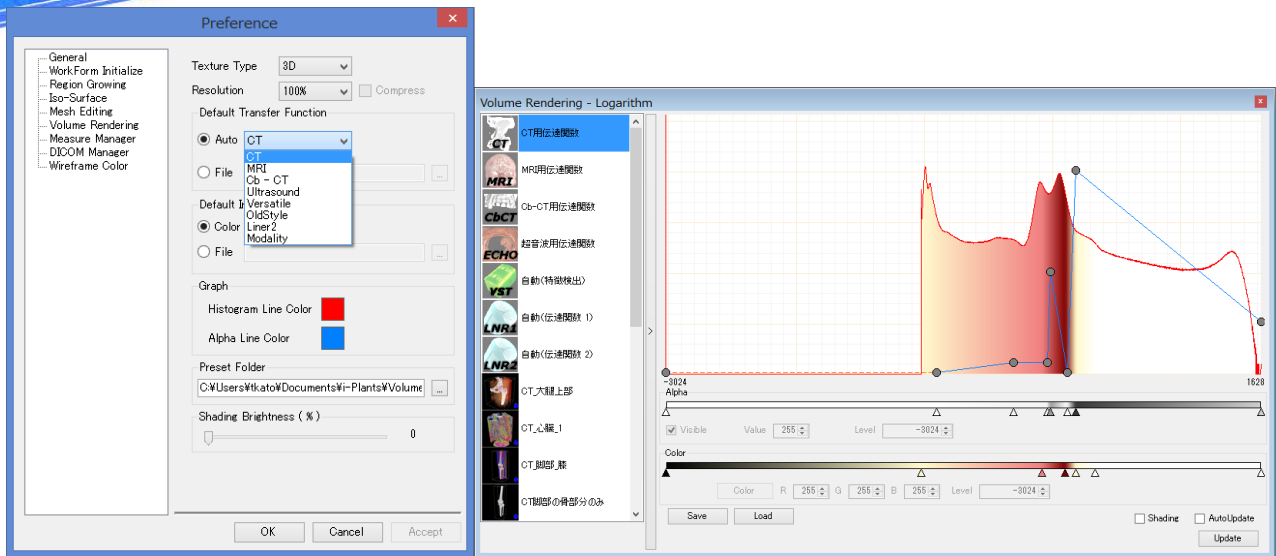 Preference
General
WorkForm Initialize
Region Growing
Iso-Surface
Mesh Editing
Volume Rendering
Measure Manager
DICOM Manager
Wireframe Color
Texture Type 3D
Resolution 100% Compress
Default Transfer Function
Auto CT
CT
MRI
Cb - CT
Ultrasound
Versatile
OldStyle
Liner2
Modality
File ...
Default I
Color
File ...
Graph
Histogram Line Color
Alpha Line Color
Preset Folder
C:¥Users¥tkato¥Documents¥i-Plants¥Volume ...
Shading Brightness ( % )
0
OK Cancel Accept
Volume Rendering - Logarithm
CT CT用伝達関数
MRI MRI用伝達関数
CbCT Cb-CT用伝達関数
ECHO 超音波用伝達関数
VST 自動(特徴検出)
LNR1 自動(伝達関数 1)
LNR2 自動(伝達関数 2)
CT_大腿上部
CT_心臓_1
CT_脚部_膝
CT脚部の骨部分のみ
>
-3024 1628
Alpha
Visible Value 255 Level -3024
Color
Color R 255 G 255 B 255 Level -3024
Save Load Shading AutoUpdate
Update